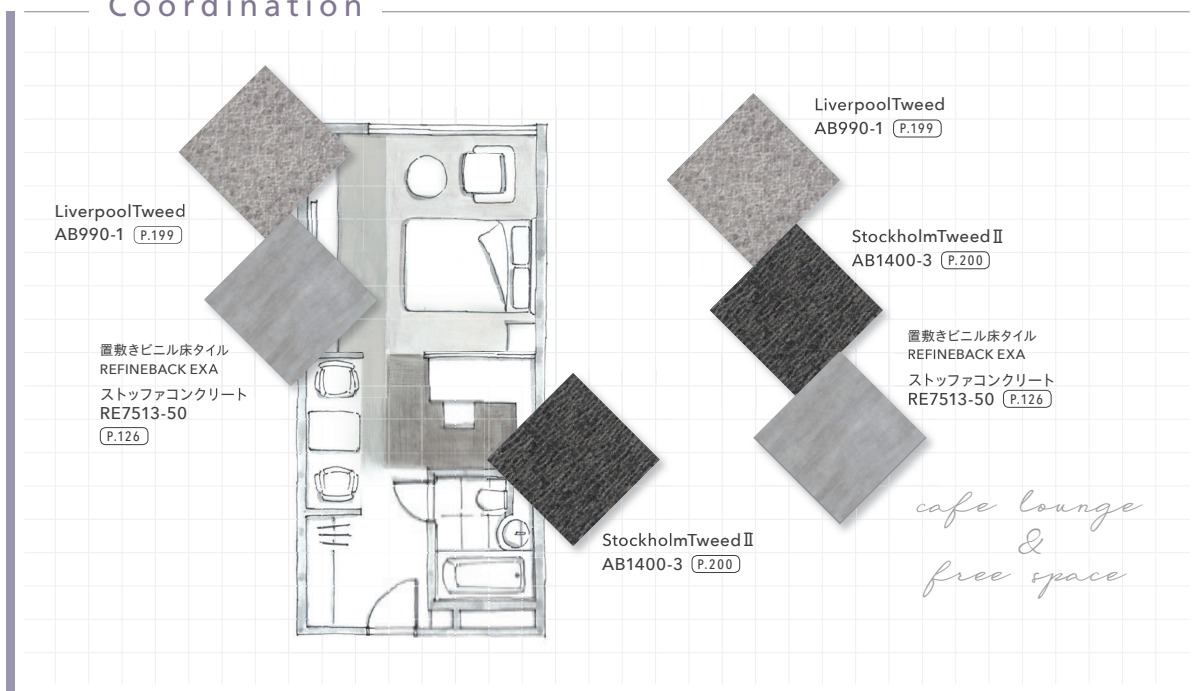 Coordination
LiverpoolTweed
AB990-1 P.199
置敷きビニル床タイル
REFINEBACK EXA
ストッファコンクリート
RE7513-50
P.126
StockholmTweedⅡ
AB1400-3 P.200
LiverpoolTweed
AB990-1 P.199
StockholmTweedⅡ
AB1400-3 P.200
置敷きビニル床タイル
REFINEBACK EXA
ストッファコンクリート
RE7513-50 P.126
cafe lounge
&
free space